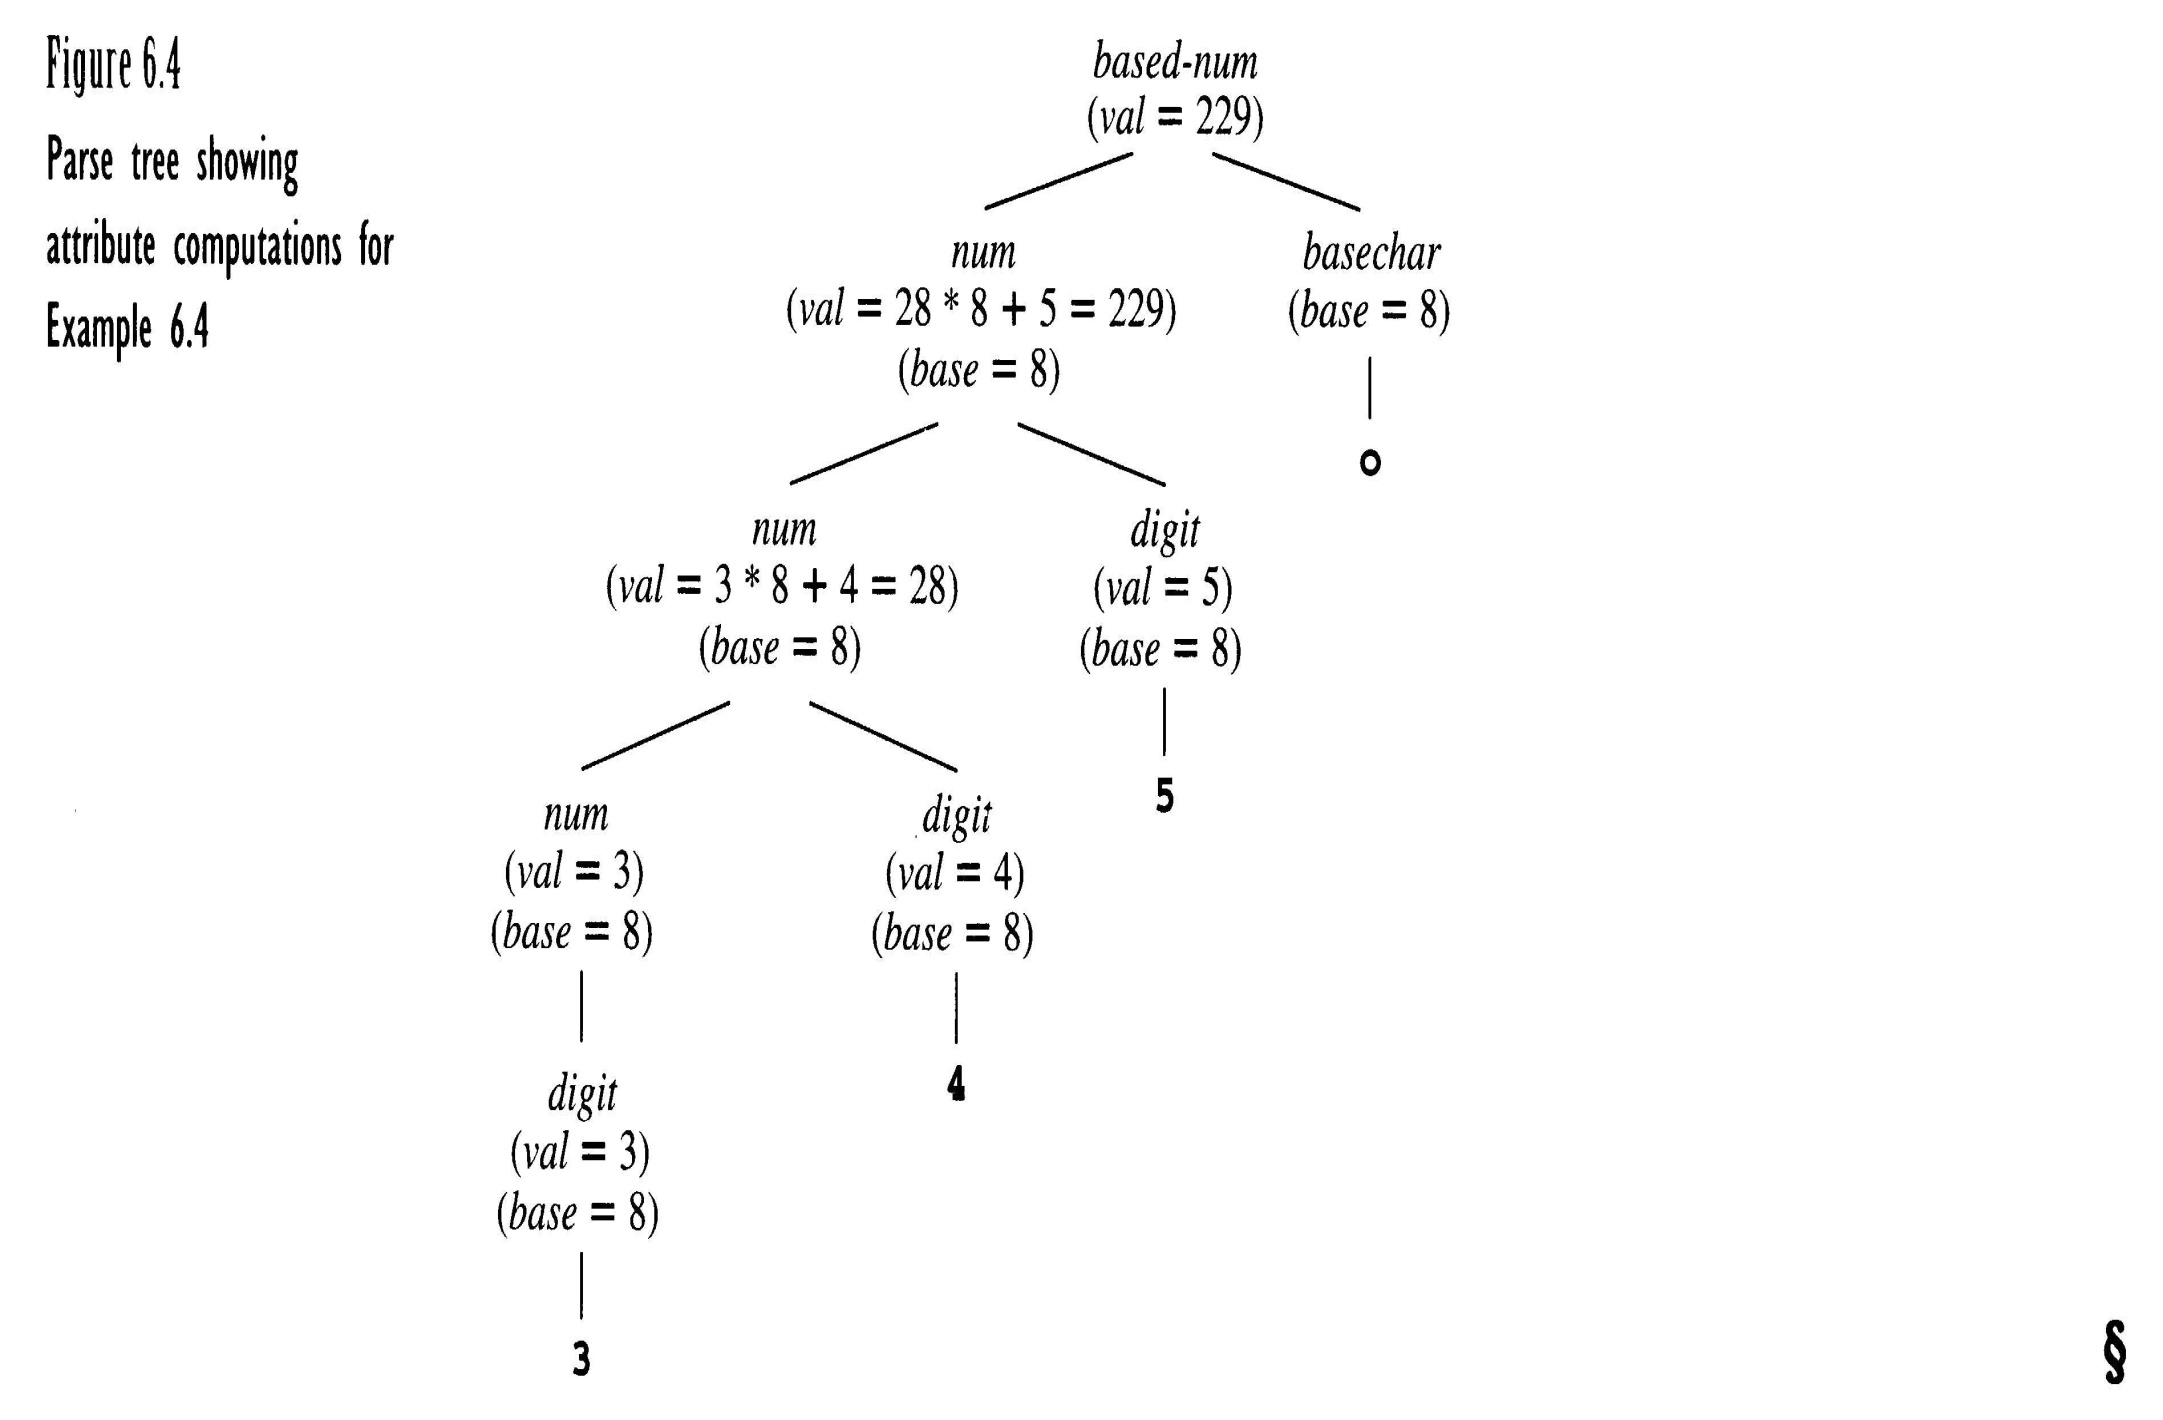 Figure 6.4
Parse tree showing
attribute computations for
Example 6.4
based-num
(val = 229)
num
(val = 28 * 8 + 5 = 229)
(base = 8)
basechar
(base = 8)
o
num
(val = 3 * 8 + 4 = 28)
(base = 8)
digit
(val = 5)
(base = 8)
5
num
(val = 3)
(base = 8)
digit
(val = 4)
(base = 8)
4
digit
(val = 3)
(base = 8)
3
§